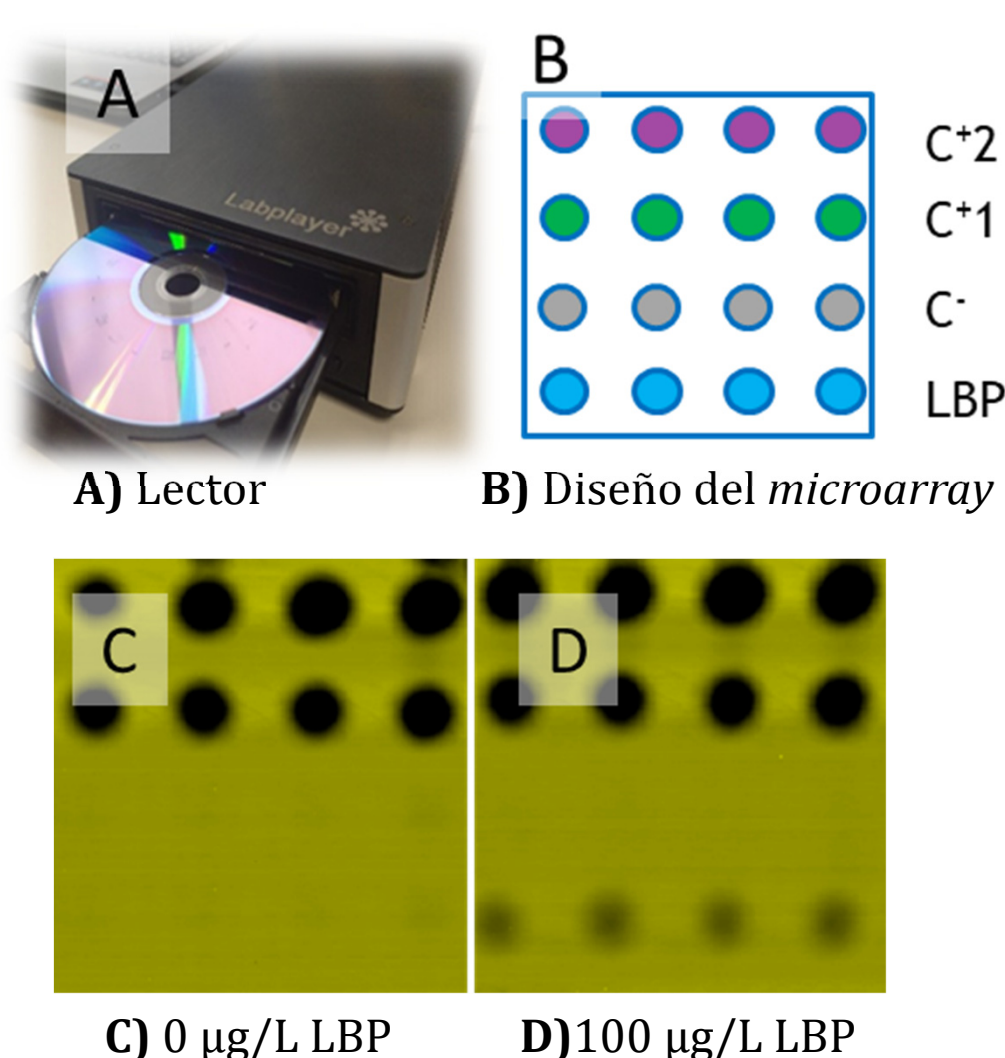 A
Labplayer
B
C⁺2
C⁺1
C⁻
LBP
A) Lector
B) Diseño del microarray
C
D
C) 0 µg/L LBP
D)100 µg/L LBP